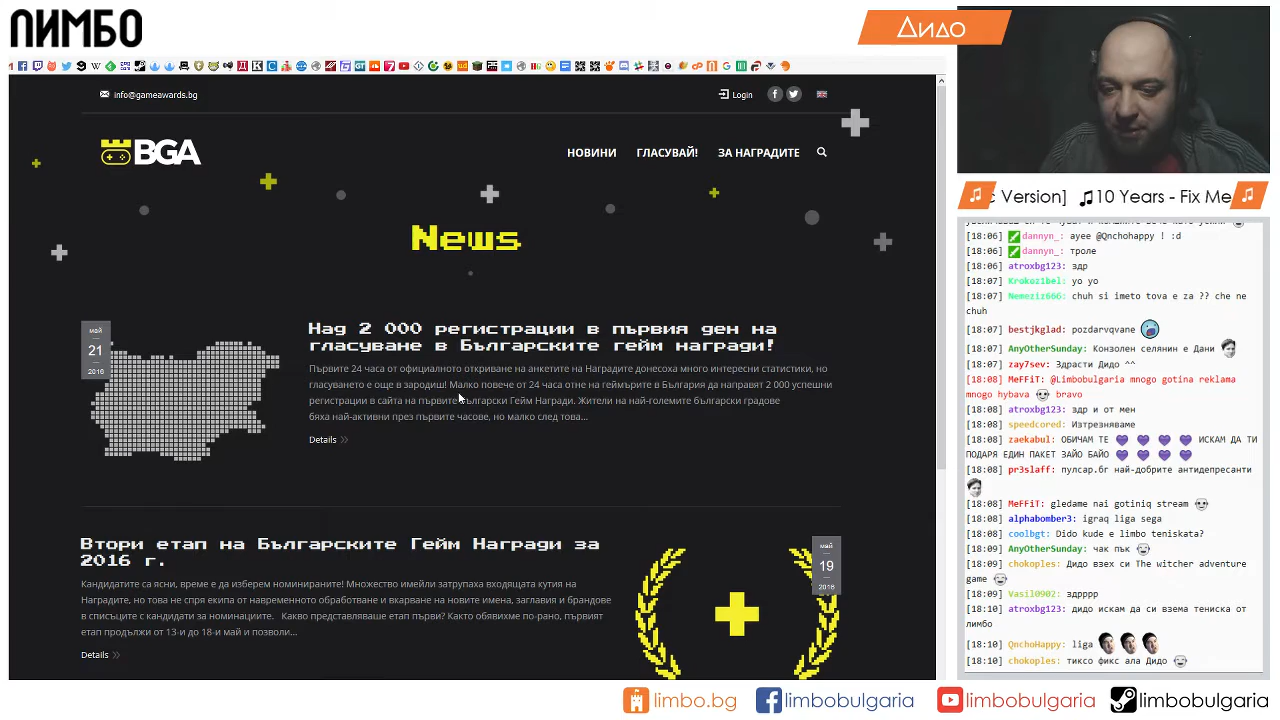 ЛИМБО
Дидо
info@gameawards.bg
Login
BGA
НОВИНИ ГЛАСУВАЙ! ЗА НАГРАДИТЕ
c Version] ♫10 Years - Fix Me
News
май
21
2016
Над 2 000 регистрации в първия ден на
гласуване в Българските гейм награди!
Първите 24 часа от официалното откриване на анкетите на Наградите донесоха много интересни статистики, но
гласуването е още в зародиш! Малко повече от 24 часа отне на геймърите в България да направят 2 000 успешни
регистрации в сайта на първите Български Гейм Награди. Жители на най-големите български градове
бяха най-активни през първите часове, но малко след това...
Details
Втори етап на Българските Гейм Награди за
2016 г.
май
19
2016
Кандидатите са ясни, време е да изберем номинираните! Множество имейли затрупаха входящата кутия на
Наградите, но това не спря екипа от навременното обработване и вкарване на новите имена, заглавия и брандове
в списъците с кандидати за номинациите. Какво представляваше етап първи? Както обявихме по-рано, първият
етап продължи от 13-и до 18-и май и позволи...
Details
[18:06] dannyn_: ayee @Qnchohappy ! :d
[18:06] dannyn_: троле
[18:06] atroxbg123: здр
[18:07] Krokoz1bel: yo yo
[18:07] Nemeziz666: chuh si imeto tova e za ?? che ne
chuh
[18:07] bestjkglad: pozdarvqvane
[18:07] AnyOtherSunday: Конзолен селянин е Дани
[18:07] zay7sev: Здрасти Дидо ^^
[18:08] MeFFiT: @Limbobulgaria mnogo gotina reklama
mnogo hybava bravo
[18:08] atroxbg123: здр и от мен
[18:08] speedcored: Изтрезняваме
[18:08] zaekabul: ОБИЧАМ ТЕ ИСКАМ ДА ТИ
ПОДАРЯ ЕДИН ПАКЕТ ЗАЙО БАЙО
[18:08] pr3slaff: пулсар.бг най-добрите антидепресанти
[18:08] MeFFiT: gledame nai gotiniq stream
[18:08] alphabomber3: igraq liga sega
[18:08] coolbgt: Dido kude e limbo teniskata?
[18:09] AnyOtherSunday: чак пък
[18:09] chokoples: Дидо взех си The witcher adventure
game
[18:09] Vasil0902: здрррр
[18:10] atroxbg123: дидо искам да си взема тениска от
лимбо
[18:10] QnchoHappy: liga
[18:10] chokoples: тиксо фикс ала Дидо
limbo.bg limbobulgaria limbobulgaria limbobulgaria